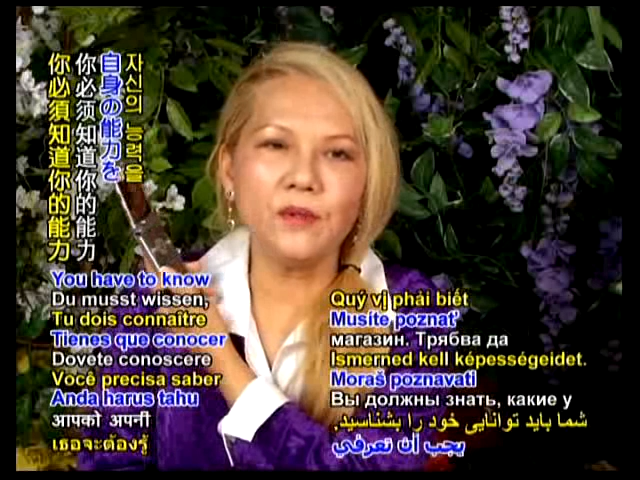 자신의 능력을
自身の能力を
你必须知道你的能力
你必須知道你的能力
You have to know
Du musst wissen,
Tu dois connaître
Tienes que conocer
Dovete conoscere
Você precisa saber
Anda harus tahu
आपको अपनी
เธอจะต้องรู้
Quý vị phải biết
Musíte poznať
магазин. Трябва да
Ismerned kell képességeidet.
Moraš poznavati
Вы должны знать, какие у
شما باید توانایی خود را بشناسید,
يجب أن تعرفي